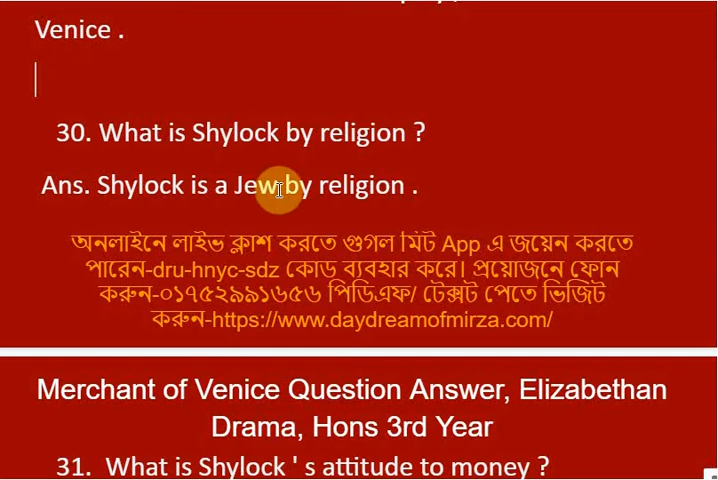 Venice .
30. What is Shylock by religion ?
Ans. Shylock is a Jew by religion .
অনলাইনে লাইভ ক্লাশ করতে গুগল মিট App এ জয়েন করতে
পারেন-dru-hnyc-sdz কোড ব্যবহার করে। প্রয়োজনে ফোন
করুন-০১৭৫২৯৯১৬৫৬ পিডিএফ/ টেক্সট পেতে ভিজিট
করুন-https://www.daydreamofmirza.com/
Merchant of Venice Question Answer, Elizabethan
Drama, Hons 3rd Year
31. What is Shylock ' s attitude to money ?